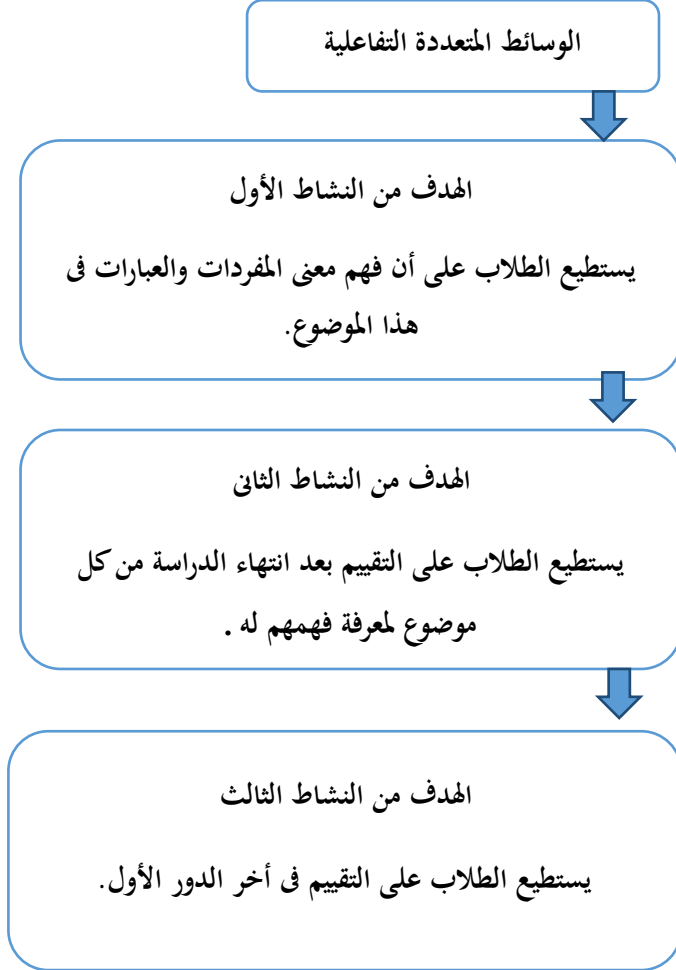 الوسائط المتعددة التفاعلية
الهدف من النشاط الأول
يستطيع الطلاب على أن فهم معنى المفردات والعبارات فى
هذا الموضوع.
الهدف من النشاط الثانى
يستطيع الطلاب على التقييم بعد انتهاء الدراسة من كل
موضوع لمعرفة فهمهم له .
الهدف من النشاط الثالث
يستطيع الطلاب على التقييم فى أخر الدور الأول.